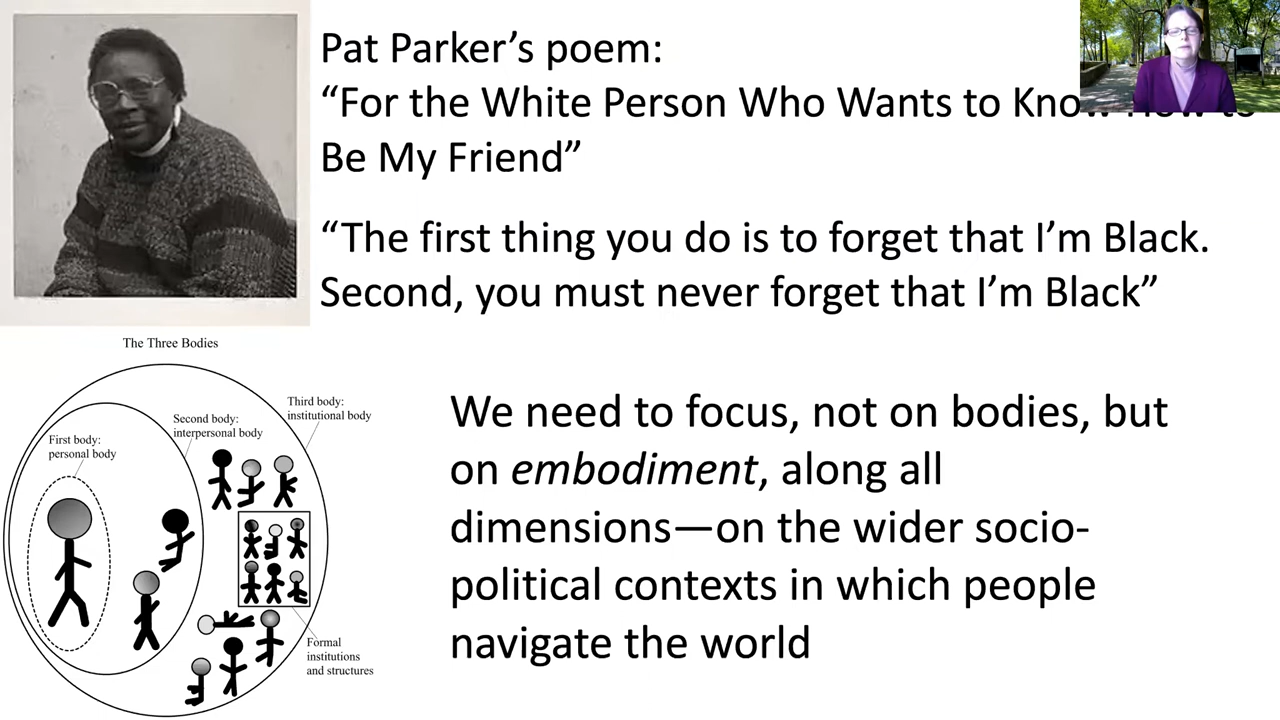 Pat Parker’s poem:
“For the White Person Who Wants to Know How to
Be My Friend”
“The first thing you do is to forget that I’m Black.
Second, you must never forget that I’m Black”
The Three Bodies
First body:
personal body
Second body:
interpersonal body
Third body:
institutional body
Formal
institutions
and structures
We need to focus, not on bodies, but
on embodiment, along all
dimensions—on the wider socio-
political contexts in which people
navigate the world